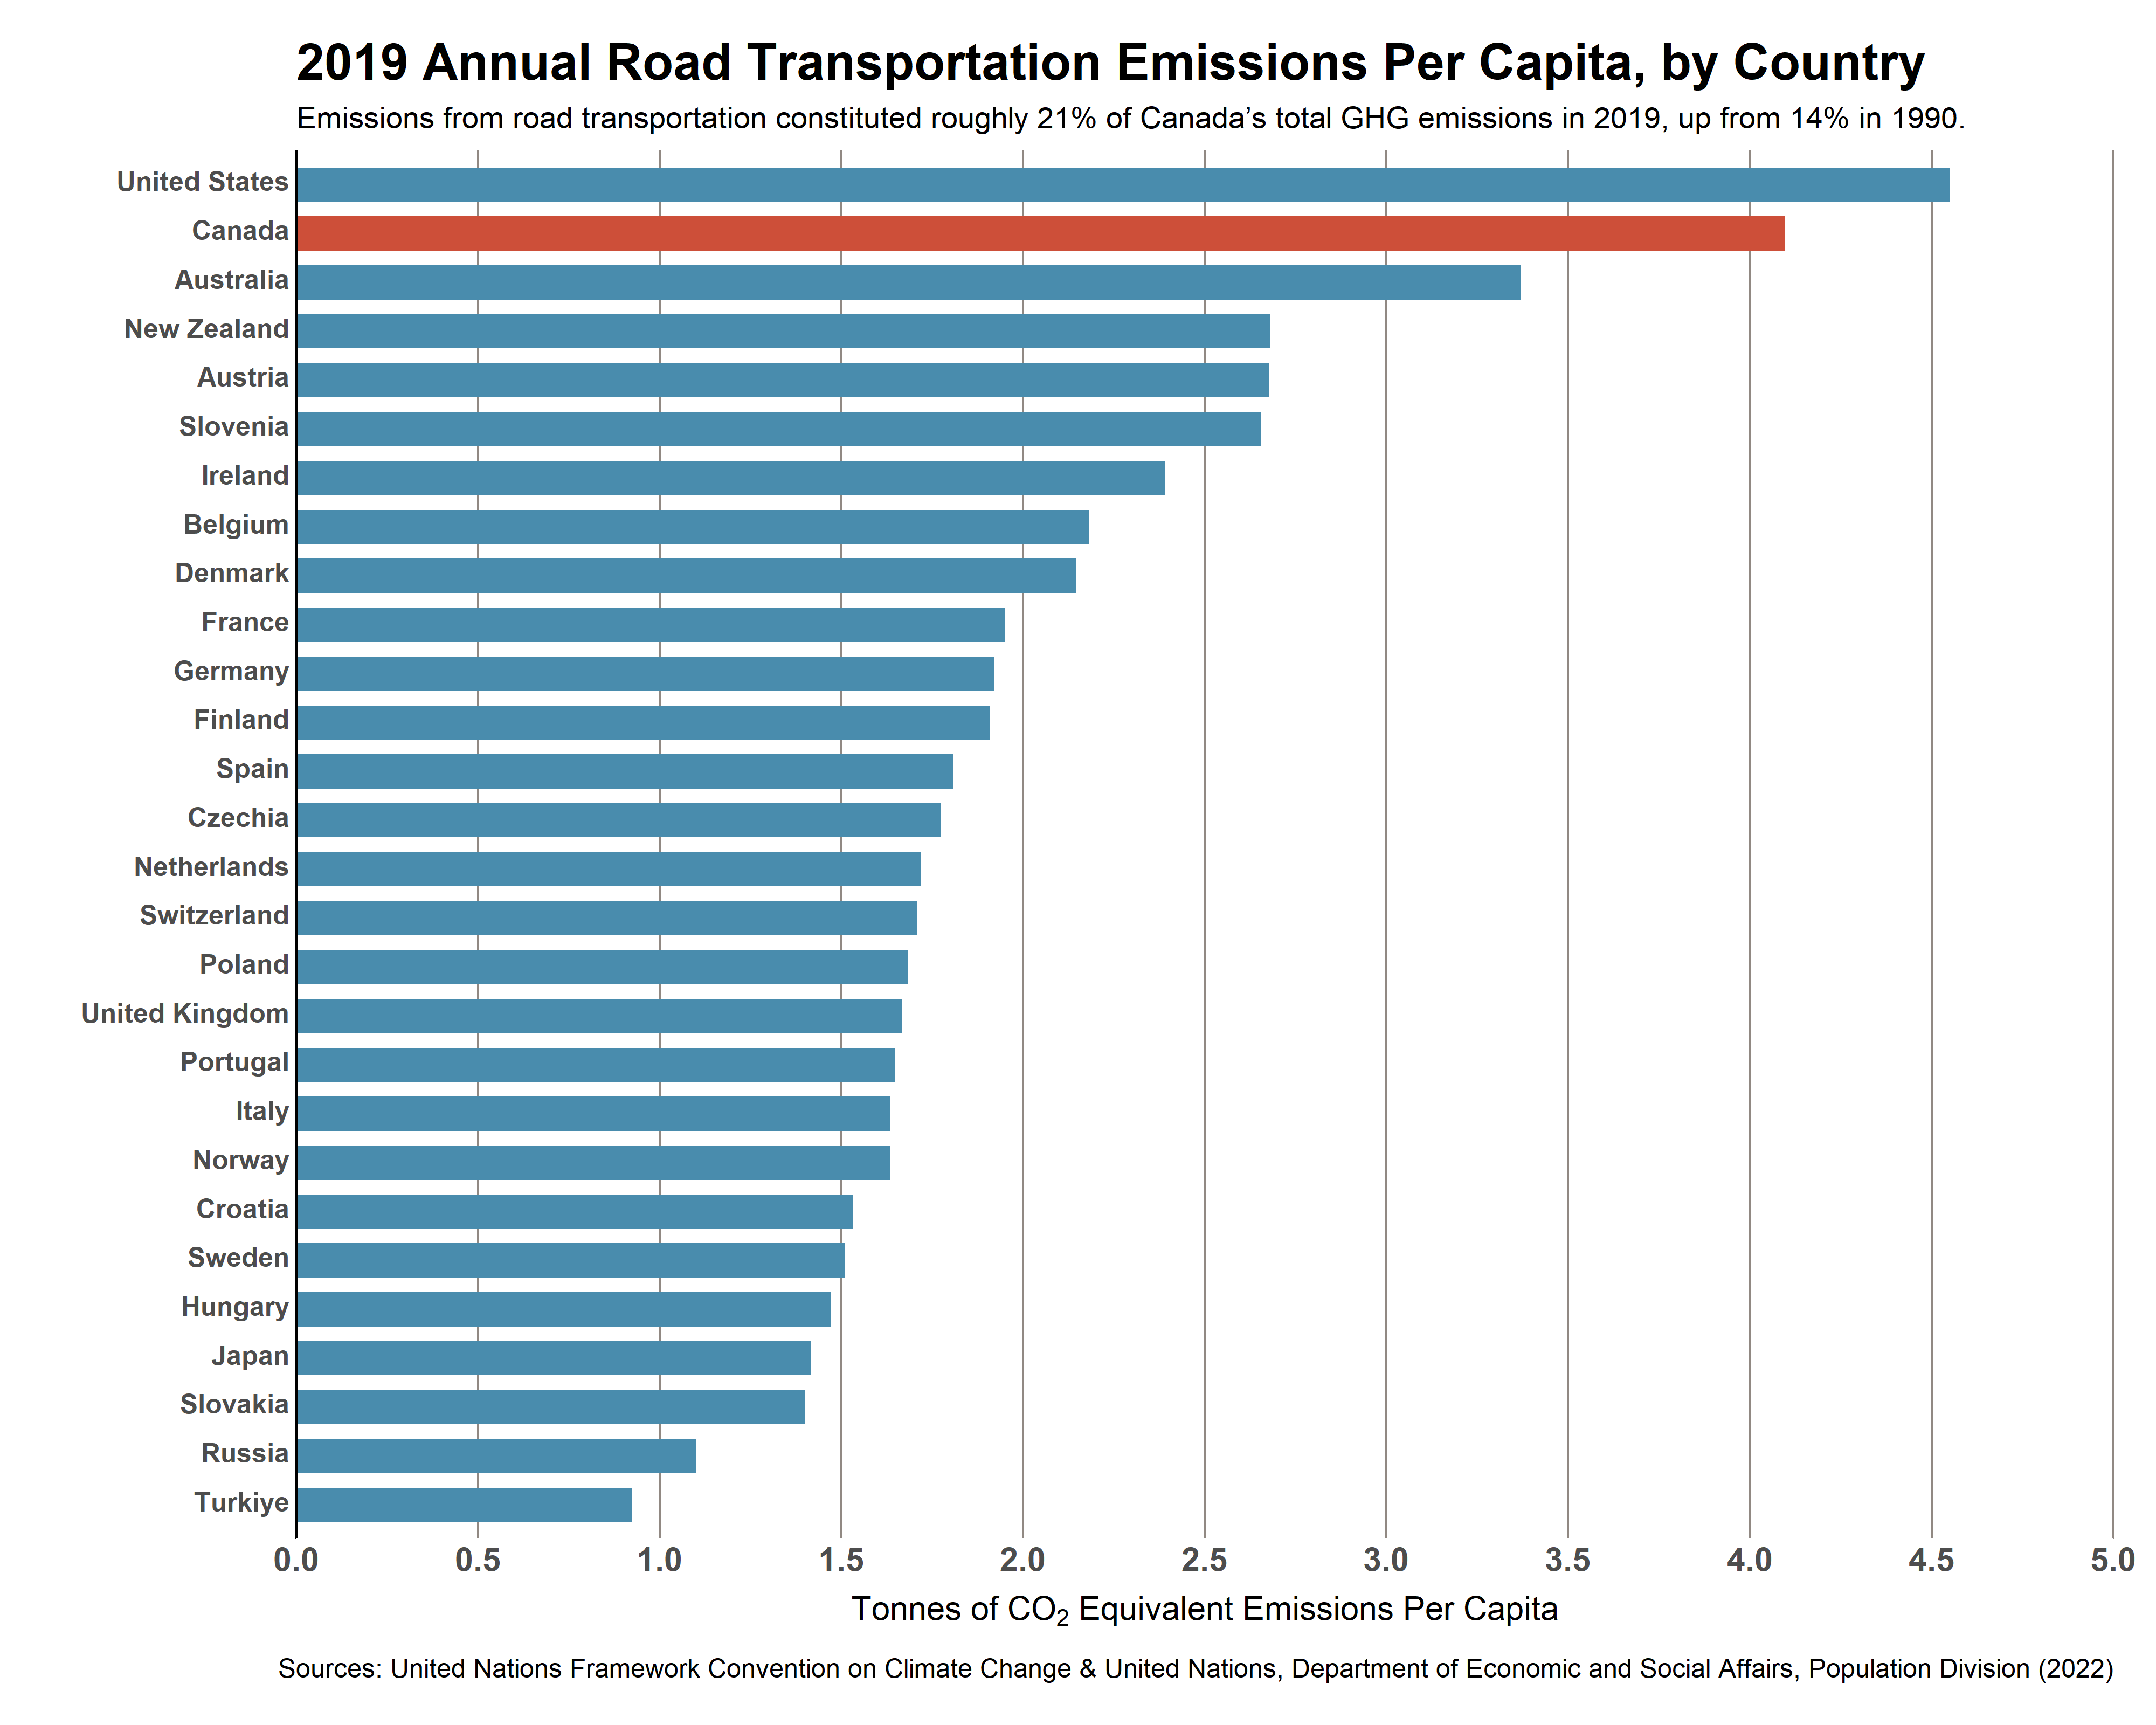 2019 Annual Road Transportation Emissions Per Capita, by Country
Emissions from road transportation constituted roughly 21% of Canada’s total GHG emissions in 2019, up from 14% in 1990.
United States
Canada
Australia
New Zealand
Austria
Slovenia
Ireland
Belgium
Denmark
France
Germany
Finland
Spain
Czechia
Netherlands
Switzerland
Poland
United Kingdom
Portugal
Italy
Norway
Croatia
Sweden
Hungary
Japan
Slovakia
Russia
Turkiye
0.0 0.5 1.0 1.5 2.0 2.5 3.0 3.5 4.0 4.5 5.0
Tonnes of CO₂ Equivalent Emissions Per Capita
Sources: United Nations Framework Convention on Climate Change & United Nations, Department of Economic and Social Affairs, Population Division (2022)